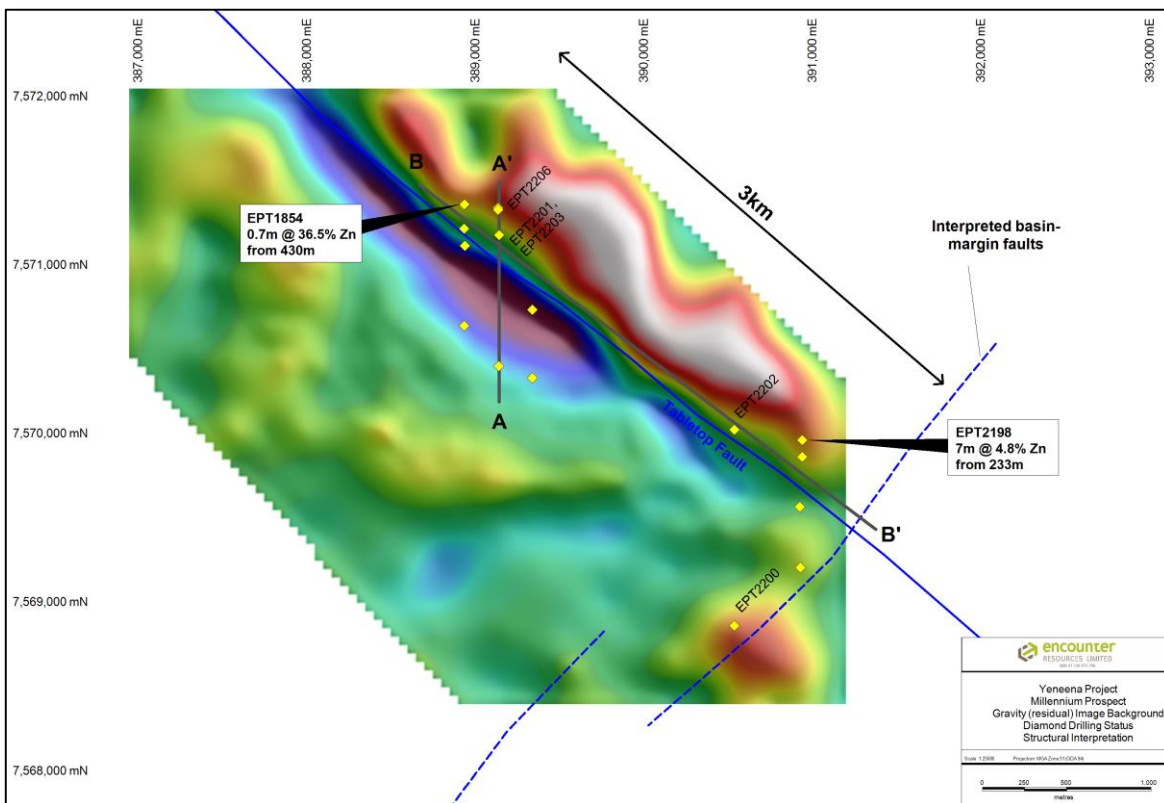 387,000 mE
388,000 mE
389,000 mE
390,000 mE
391,000 mE
392,000 mE
393,000 mE
7,572,000 mN
7,571,000 mN
7,570,000 mN
7,569,000 mN
7,568,000 mN
B
A'
EPT2206
EPT2201,
EPT2203
3km
EPT1854
0.7m @ 36.5% Zn
from 430m
Interpreted basin-
margin faults
A
EPT2202
Tabletop Fault
EPT2198
7m @ 4.8% Zn
from 233m
B'
EPT2200
encounter
RESOURCES LIMITED
Yeneena Project
Millennium Prospect
Gravity (residual) Image Background
Diamond Drilling Status
Structural Interpretation
0 250 500 1,000
metres